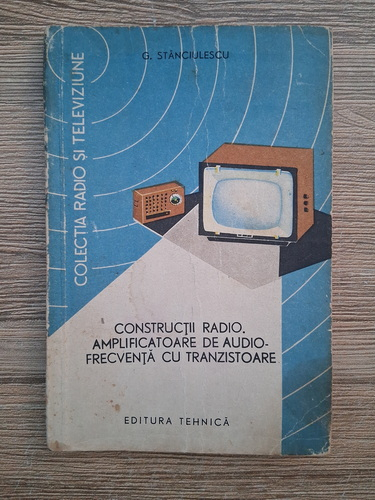 G. STĂNCIULESCU
COLECȚIA RADIO ȘI TELEVIZIUNE
CONSTRUCȚII RADIO.
AMPLIFICATOARE DE AUDIO-
FRECVENȚĂ CU TRANZISTOARE
EDITURA TEHNICĂ